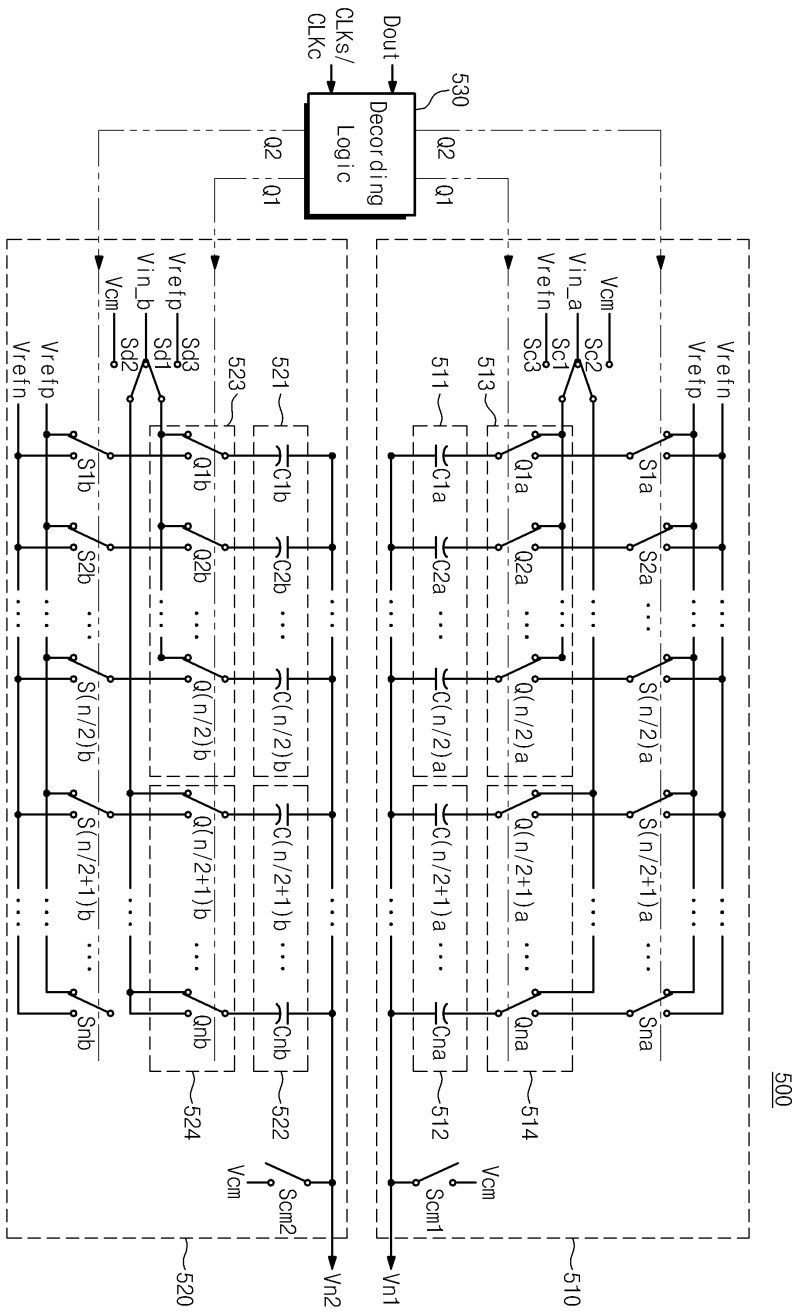 500
Dout
CLKs/
CLKc
530
Decording
Logic
Q2
Q1
Q2
Q1
510
Vrefn
Vrefp
S1a
S2a
...
S(n/2)a
S(n/2+1)a
...
Sna
Vcm
Vin_a
Vrefn
Sc2
Sc1
Sc3
513
Q1a
Q2a
...
Q(n/2)a
Q(n/2+1)a
...
Qna
514
511
C1a
C2a
...
C(n/2)a
C(n/2+1)a
...
Cna
512
Vcm
Scm1
Vn1
Vn2
Scm2
Vcm
521
C1b
C2b
...
C(n/2)b
C(n/2+1)b
...
Cnb
522
523
Q1b
Q2b
...
Q(n/2)b
Q(n/2+1)b
...
Qnb
524
Vrefp
Vin_b
Vcm
Sd3
Sd1
Sd2
S1b
S2b
...
S(n/2)b
S(n/2+1)b
...
Snb
Vrefp
Vrefn
520